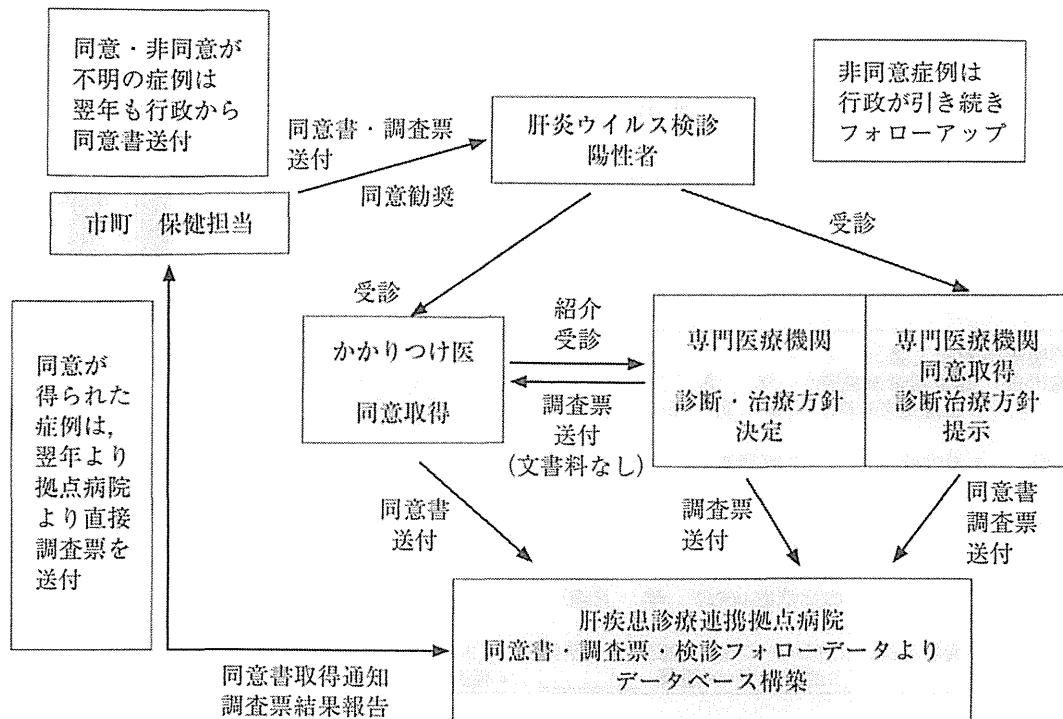 同意・非同意が
不明の症例は
翌年も行政から
同意書送付
非同意症例は
行政が引き続き
フォローアップ
同意書・調査票
送付
同意勧奨
肝炎ウイルス検診
陽性者
市町　保健担当
受診
受診
かかりつけ医
同意取得
紹介
受診
調査票
送付
(文書料なし)
専門医療機関
診断・治療方針
決定
専門医療機関
同意取得
診断治療方針
提示
同意が
得られた
症例は,
翌年より
拠点病院
より直接
調査票を
送付
同意書
送付
調査票
送付
同意書
調査票
送付
肝疾患診療連携拠点病院
同意書・調査票・検診フォローデータより
データベース構築
同意書取得通知
調査票結果報告